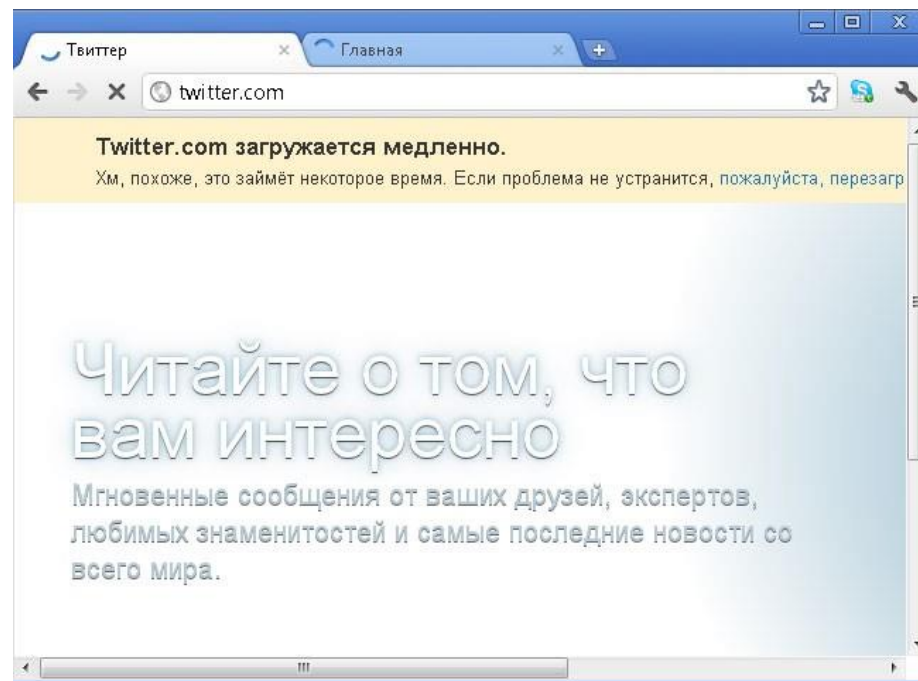 Твиттер Главная
twitter.com
Twitter.com загружается медленно.
Хм, похоже, это займёт некоторое время. Если проблема не устранится, пожалуйста, перезагр
Читайте о том, что
вам интересно
Мгновенные сообщения от ваших друзей, экспертов,
любимых знаменитостей и самые последние новости со
всего мира.